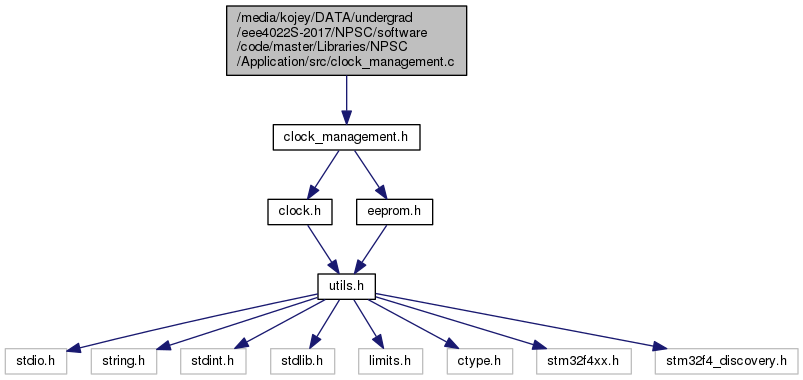 /media/kojey/DATA/undergrad
/eee4022S-2017/NPSC/software
/code/master/Libraries/NPSC
/Application/src/clock_management.c
clock_management.h
clock.h
eeprom.h
utils.h
stdio.h
string.h
stdint.h
stdlib.h
limits.h
ctype.h
stm32f4xx.h
stm32f4_discovery.h